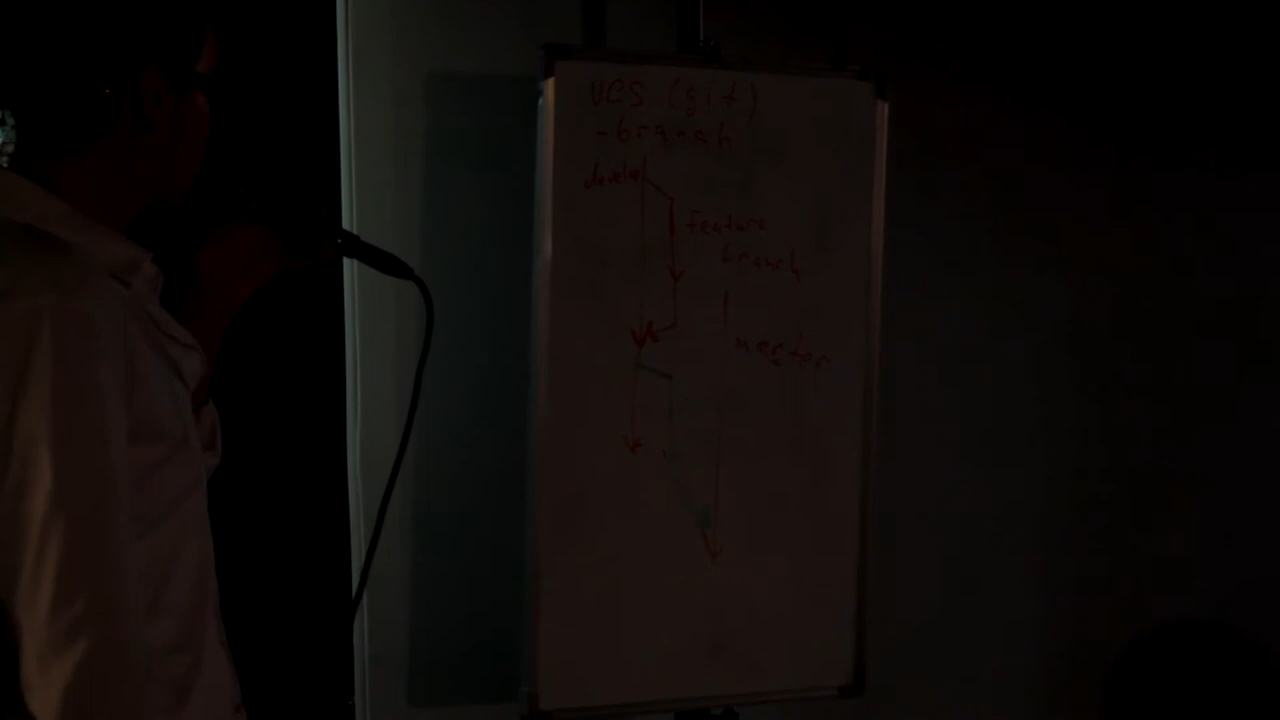 VCS (git)
-branch
develop
Feature
branch
master